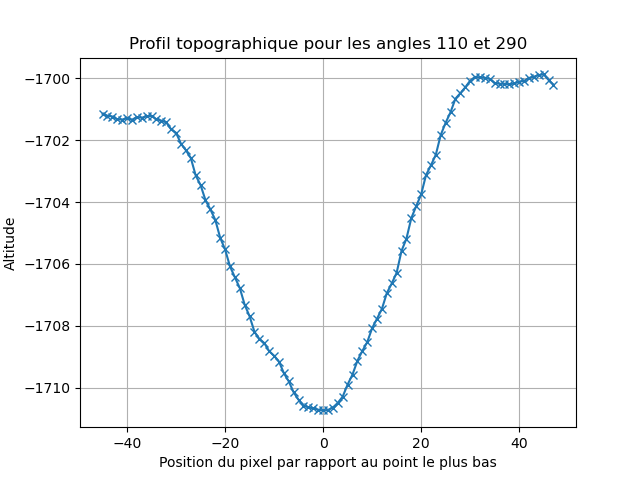 Profil topographique pour les angles 110 et 290
Altitude
−1700
−1702
−1704
−1706
−1708
−1710
−40 −20 0 20 40
Position du pixel par rapport au point le plus bas